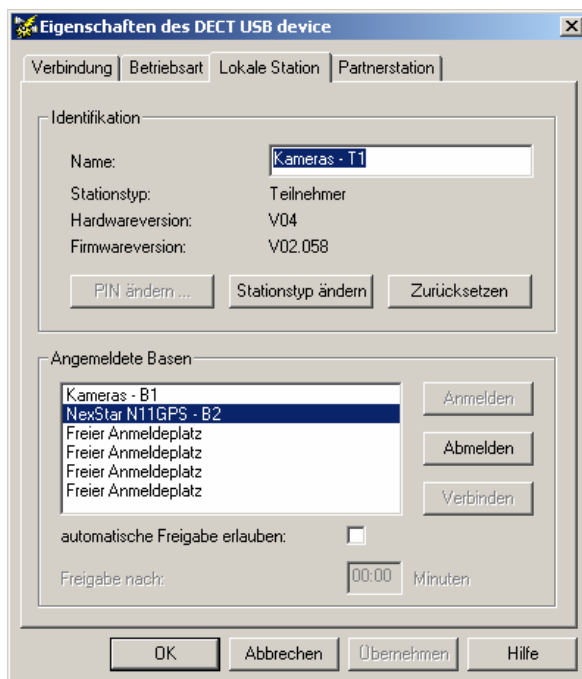 Eigenschaften des DECT USB device
Verbindung Betriebsart Lokale Station Partnerstation
Identifikation
Name: Kameras - T1
Stationstyp: Teilnehmer
Hardwareversion: V04
Firmwareversion: V02.058
PIN ändern ... Stationstyp ändern Zurücksetzen
Angemeldete Basen
Kameras - B1
NexStar N11GPS - B2
Freier Anmeldeplatz
Freier Anmeldeplatz
Freier Anmeldeplatz
Freier Anmeldeplatz
Anmelden
Abmelden
Verbinden
automatische Freigabe erlauben:
Freigabe nach: 00:00 Minuten
OK Abbrechen Übernehmen Hilfe